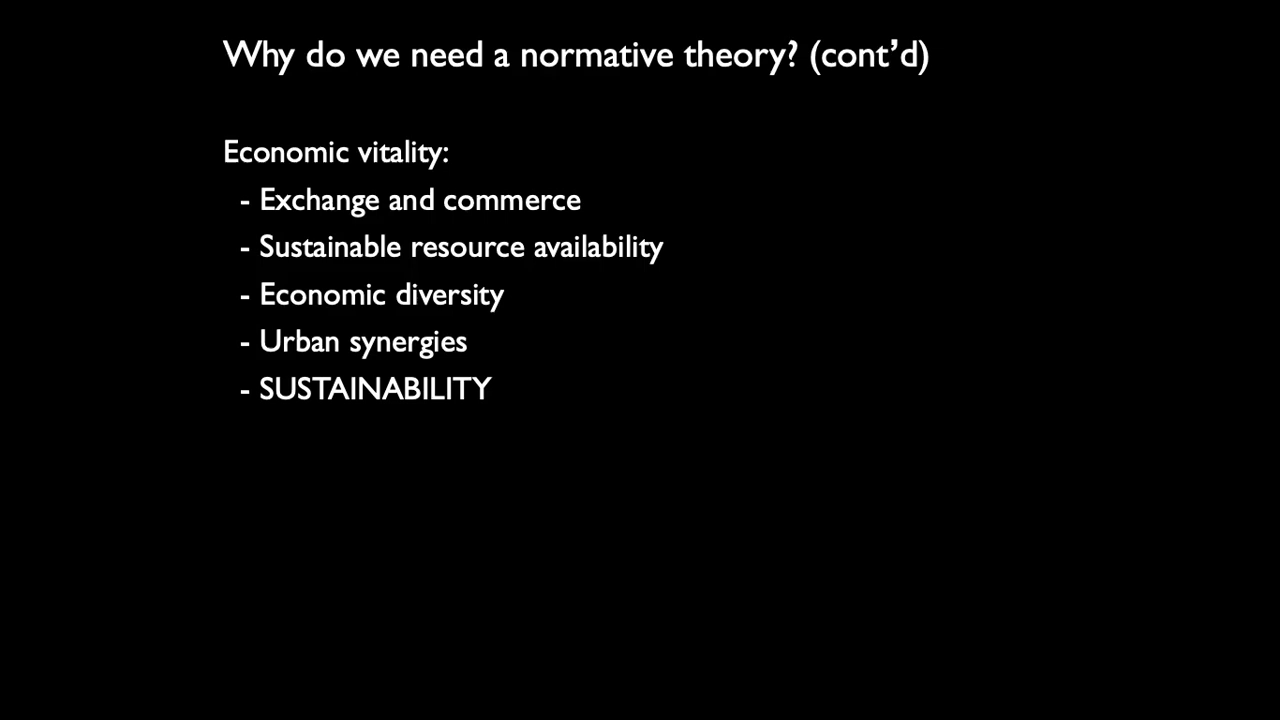 Why do we need a normative theory? (cont’d)
Economic vitality:
- Exchange and commerce
- Sustainable resource availability
- Economic diversity
- Urban synergies
- SUSTAINABILITY